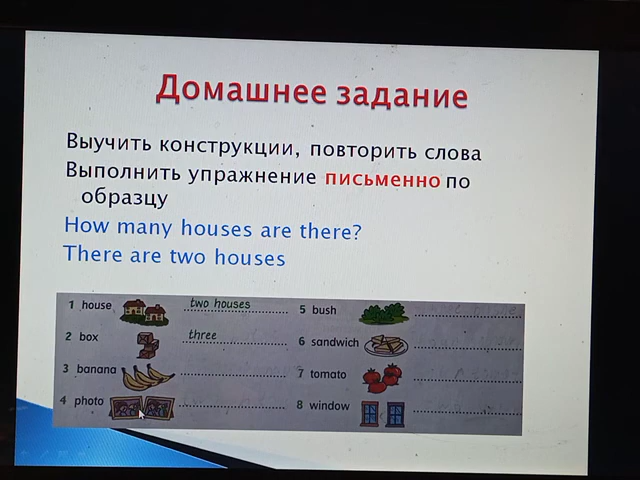 Домашнее задание
Выучить конструкции, повторить слова
Выполнить упражнение письменно по
образцу
How many houses are there?
There are two houses
1 house two houses
2 box three
3 banana
4 photo
5 bush
6 sandwich
7 tomato
8 window